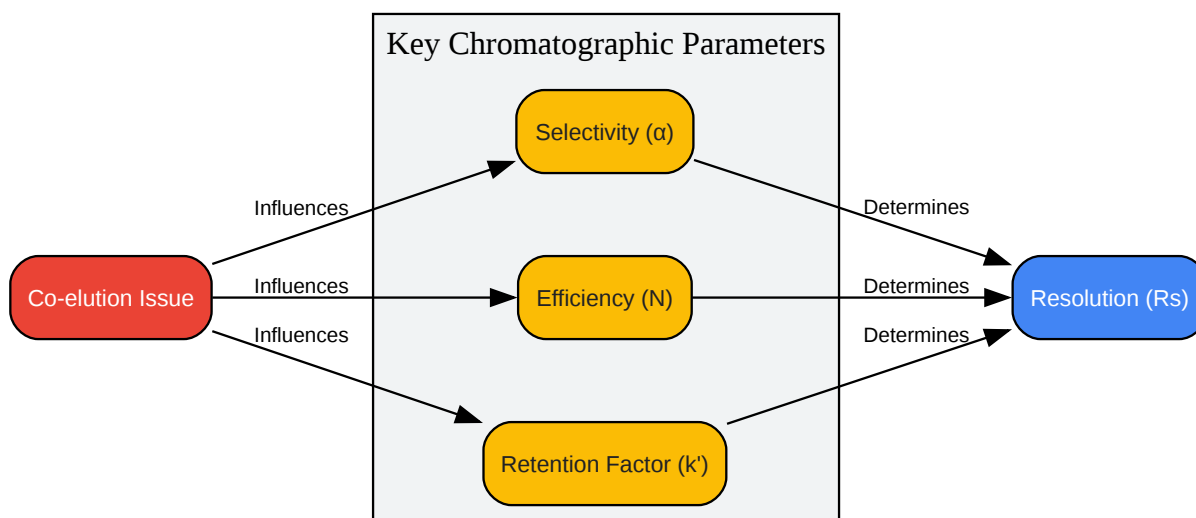 Key Chromatographic Parameters
Selectivity (α)
Influences
Determines
Co-elution Issue
Influences
Efficiency (N)
Determines
Resolution (Rs)
Influences
Determines
Retention Factor (k')